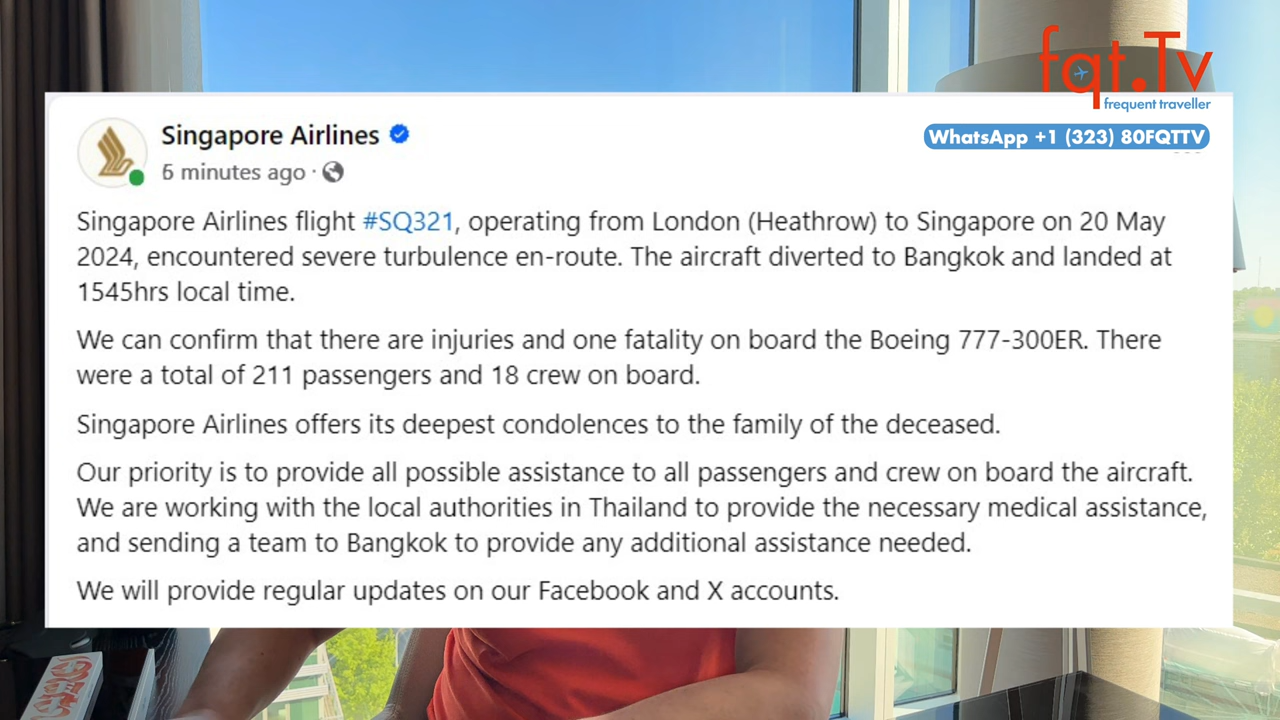 fqt.Tv
frequent traveller
WhatsApp +1 (323) 80FQTTV
Singapore Airlines
6 minutes ago ·
Singapore Airlines flight #SQ321, operating from London (Heathrow) to Singapore on 20 May
2024, encountered severe turbulence en-route. The aircraft diverted to Bangkok and landed at
1545hrs local time.
We can confirm that there are injuries and one fatality on board the Boeing 777-300ER. There
were a total of 211 passengers and 18 crew on board.
Singapore Airlines offers its deepest condolences to the family of the deceased.
Our priority is to provide all possible assistance to all passengers and crew on board the aircraft.
We are working with the local authorities in Thailand to provide the necessary medical assistance,
and sending a team to Bangkok to provide any additional assistance needed.
We will provide regular updates on our Facebook and X accounts.